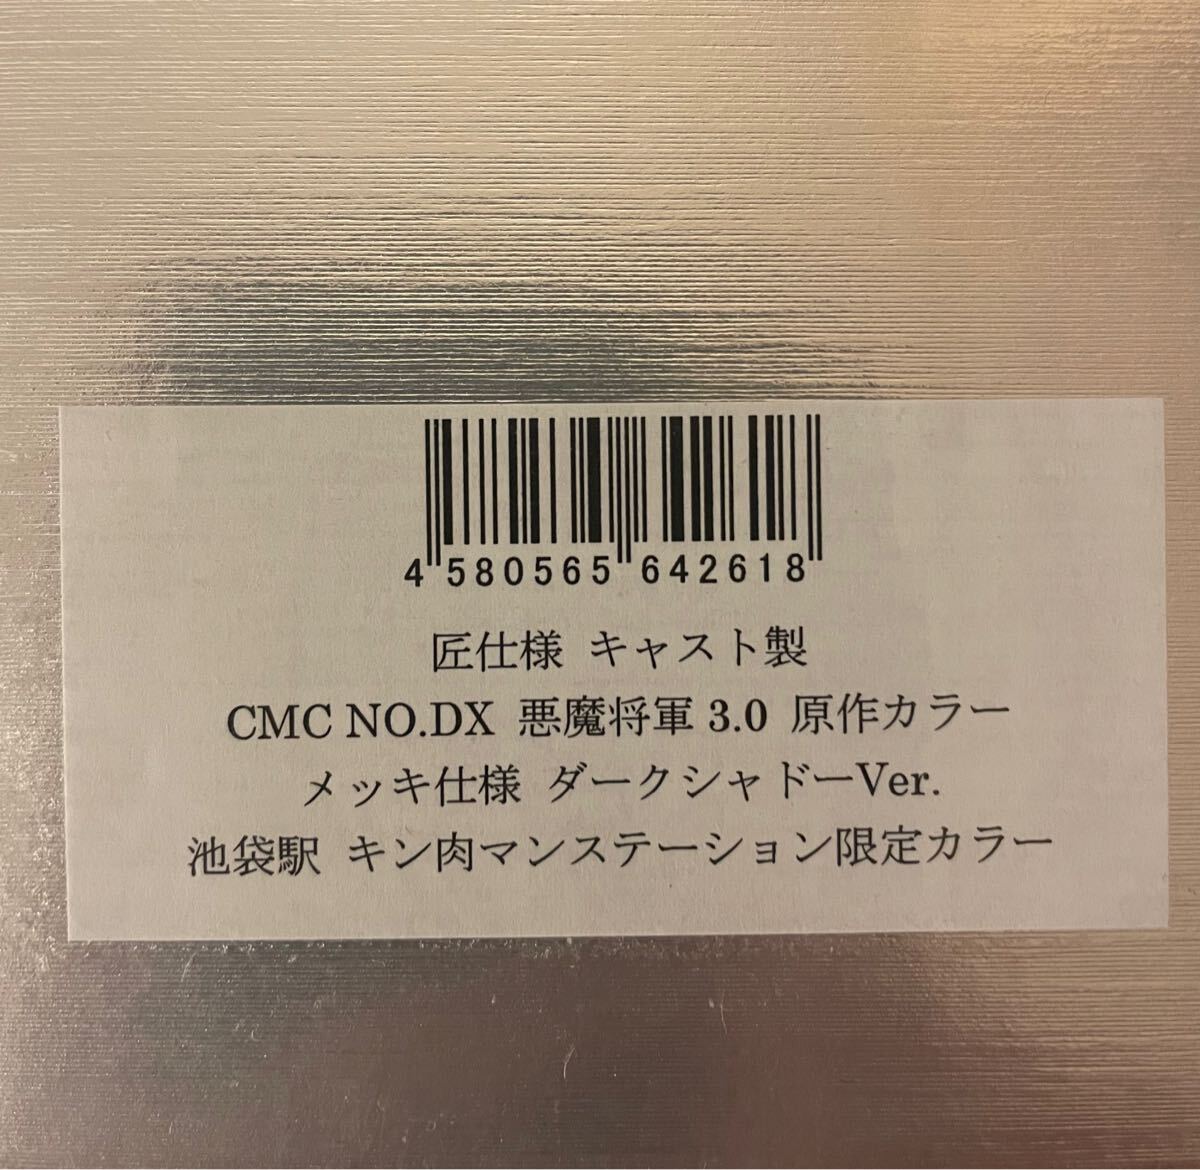 4 580565 642618
匠仕様 キャスト製
CMC NO.DX 悪魔将軍 3.0 原作カラー
メッキ仕様 ダークシャドーVer.
池袋駅 キン肉マンステーション限定カラー